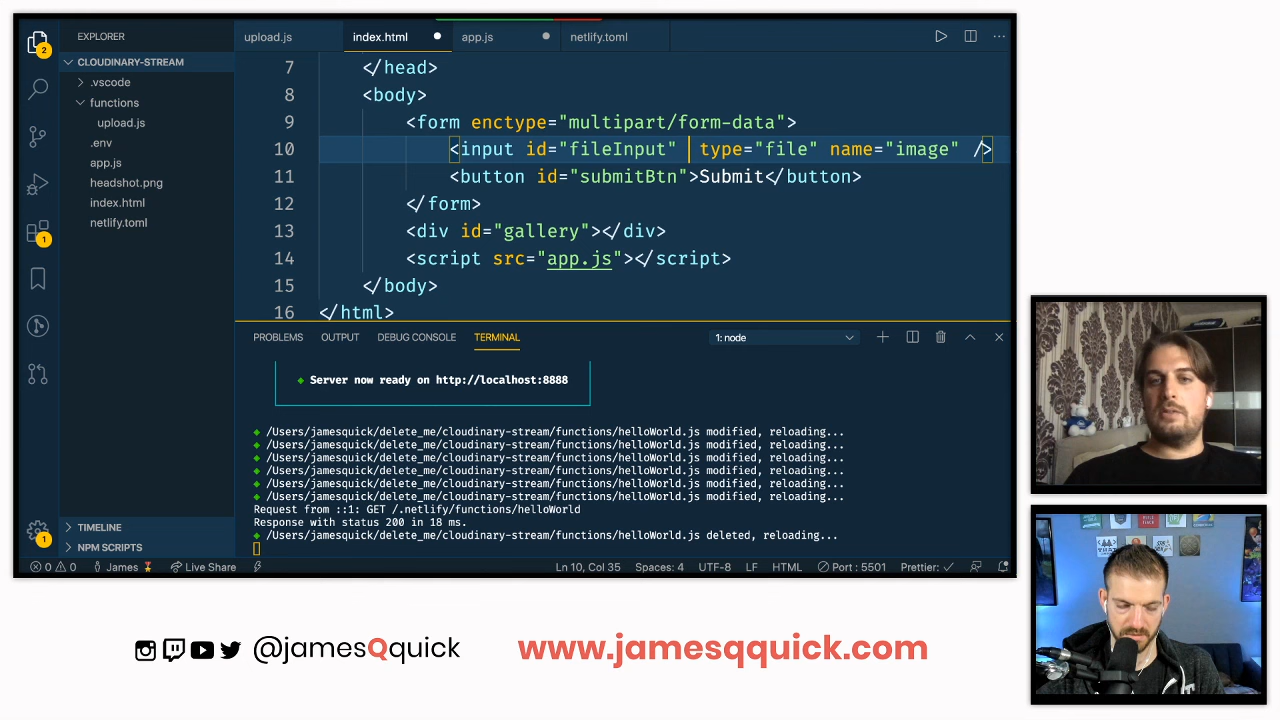 EXPLORER
CLOUDINARY-STREAM
.vscode
functions
upload.js
.env
app.js
headshot.png
index.html
netlify.toml
TIMELINE
NPM SCRIPTS
2
1
1
upload.js index.html app.js netlify.toml
7 </head>
8 <body>
9 <form enctype="multipart/form-data">
10 <input id="fileInput" type="file" name="image" />
11 <button id="submitBtn">Submit</button>
12 </form>
13 <div id="gallery"></div>
14 <script src="app.js"></script>
15 </body>
16 </html>
PROBLEMS OUTPUT DEBUG CONSOLE TERMINAL 1: node
Server now ready on http://localhost:8888
/Users/jamesquick/delete_me/cloudinary-stream/functions/helloWorld.js modified, reloading...
/Users/jamesquick/delete_me/cloudinary-stream/functions/helloWorld.js modified, reloading...
/Users/jamesquick/delete_me/cloudinary-stream/functions/helloWorld.js modified, reloading...
/Users/jamesquick/delete_me/cloudinary-stream/functions/helloWorld.js modified, reloading...
/Users/jamesquick/delete_me/cloudinary-stream/functions/helloWorld.js modified, reloading...
/Users/jamesquick/delete_me/cloudinary-stream/functions/helloWorld.js modified, reloading...
Request from ::1: GET /.netlify/functions/helloWorld
Response with status 200 in 18 ms.
/Users/jamesquick/delete_me/cloudinary-stream/functions/helloWorld.js deleted, reloading...
0 0 James Live Share Ln 10, Col 35 Spaces: 4 UTF-8 LF HTML Port : 5501 Prettier: ✓
@jamesQquick www.jamesqquick.com